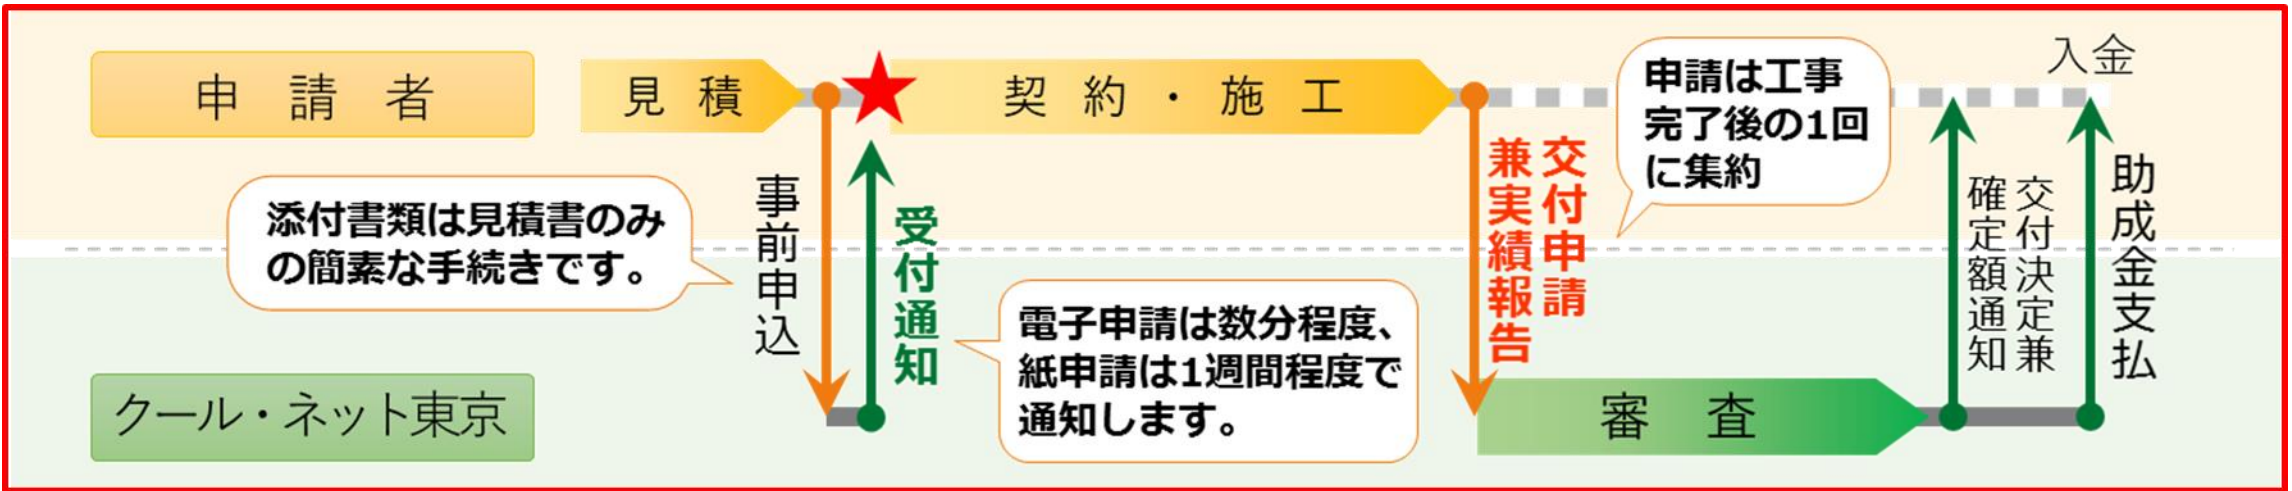 申請者
見積
契約・施工
申請は工事
完了後の1回
に集約
入金
添付書類は見積書のみ
の簡素な手続きです。
事前申込
受付通知
電子申請は数分程度、
紙申請は1週間程度で
通知します。
交付申請
兼実績報告
交付決定兼
確定額通知
助成金支払
クール・ネット東京
審査